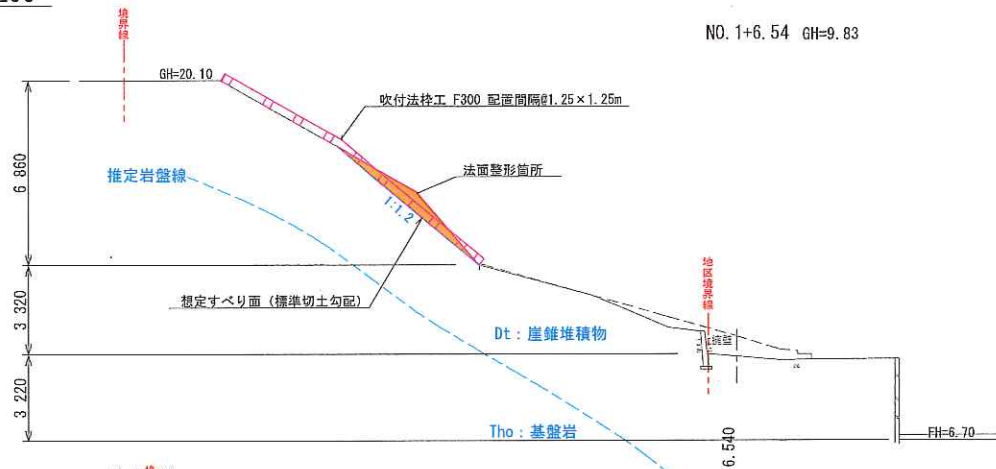 NO. 1+6.54 GH=9.83
境界線
GH=20.10
吹付法枠工 F300 配置間隔@1.25×1.25m
法面整形箇所
推定岩盤線
6 860
1:1.2
想定すべり面（標準切土勾配）
地区境界線
3 320
Dt：崖錐堆積物
擁壁
3 220
Tho：基盤岩
6.540
FH=6.70